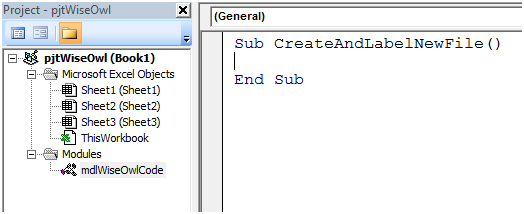 Project - pjtWiseOwl
pjtWiseOwl (Book1)
Microsoft Excel Objects
Sheet1 (Sheet1)
Sheet2 (Sheet2)
Sheet3 (Sheet3)
ThisWorkbook
Modules
mdlWiseOwlCode
(General)
Sub CreateAndLabelNewFile()
End Sub